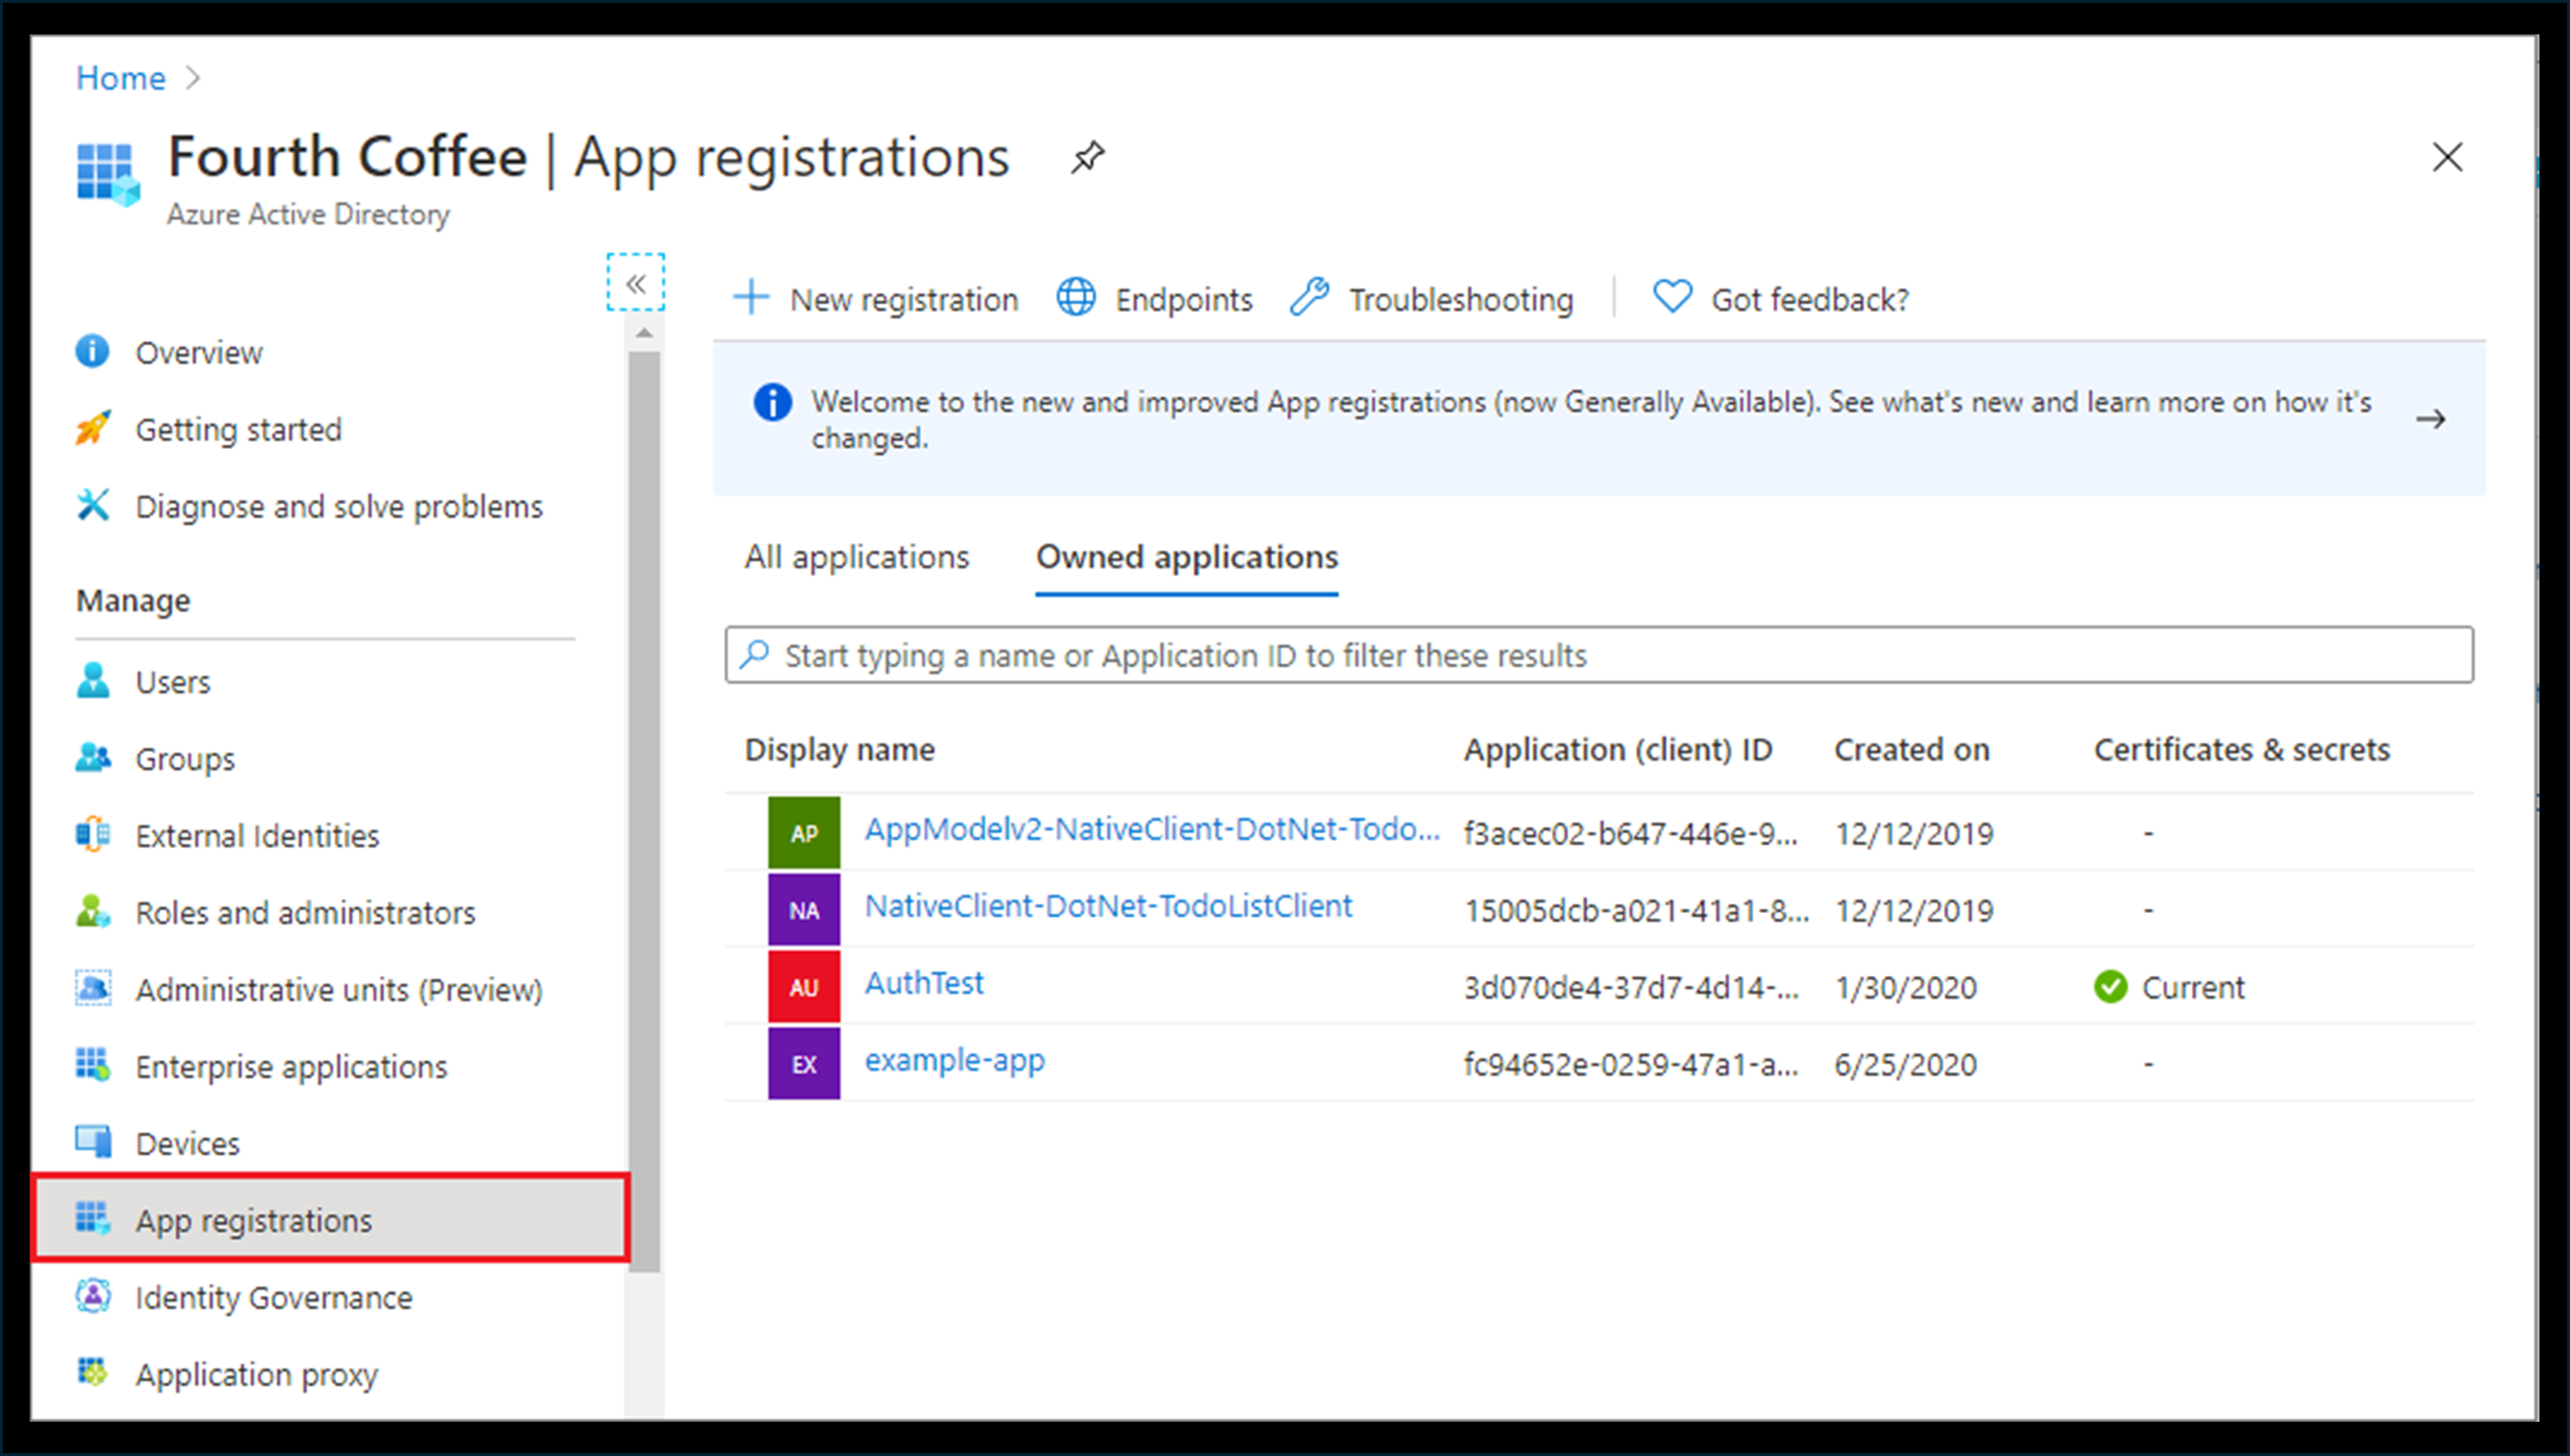 Home
Fourth Coffee | App registrations
Azure Active Directory
Overview
Getting started
Diagnose and solve problems
Manage
Users
Groups
External Identities
Roles and administrators
Administrative units (Preview)
Enterprise applications
Devices
App registrations
Identity Governance
Application proxy
New registration Endpoints Troubleshooting Got feedback?
Welcome to the new and improved App registrations (now Generally Available). See what's new and learn more on how it's
changed.
All applications Owned applications
Start typing a name or Application ID to filter these results
Display name Application (client) ID Created on Certificates & secrets
AP AppModelv2-NativeClient-DotNet-Todo... f3acec02-b647-446e-9... 12/12/2019 -
NA NativeClient-DotNet-TodoListClient 15005dcb-a021-41a1-8... 12/12/2019 -
AU AuthTest 3d070de4-37d7-4d14-... 1/30/2020 Current
EX example-app fc94652e-0259-47a1-a... 6/25/2020 -